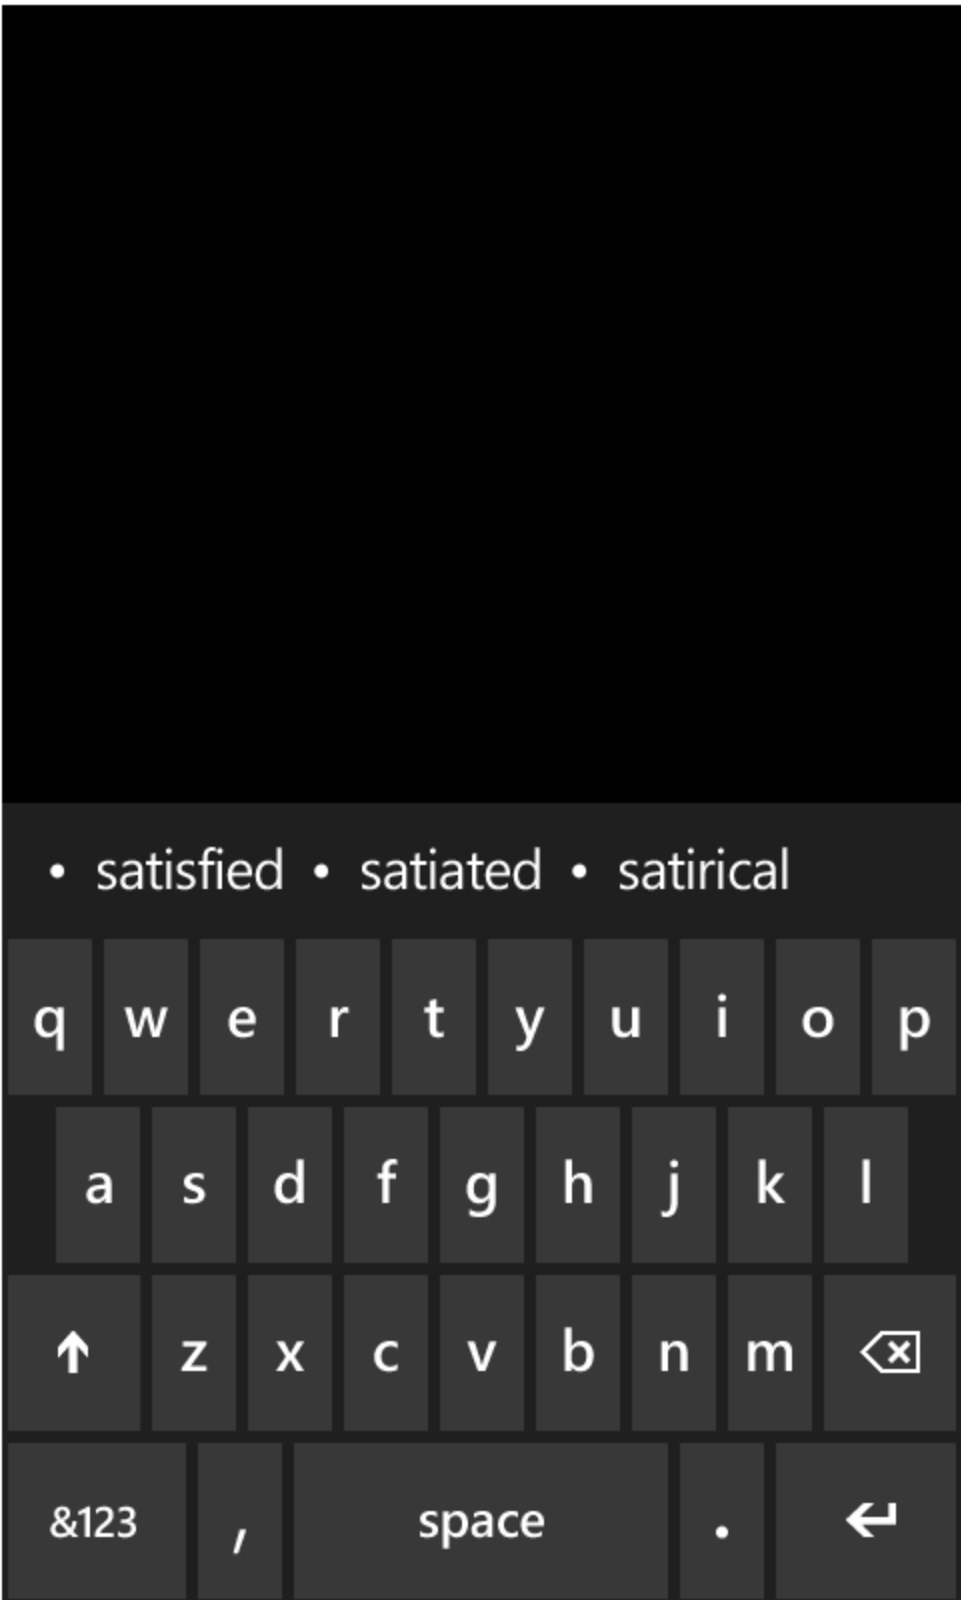 • satisfied • satiated • satirical
q w e r t y u i o p
a s d f g h j k l
z x c v b n m
&123 , space .